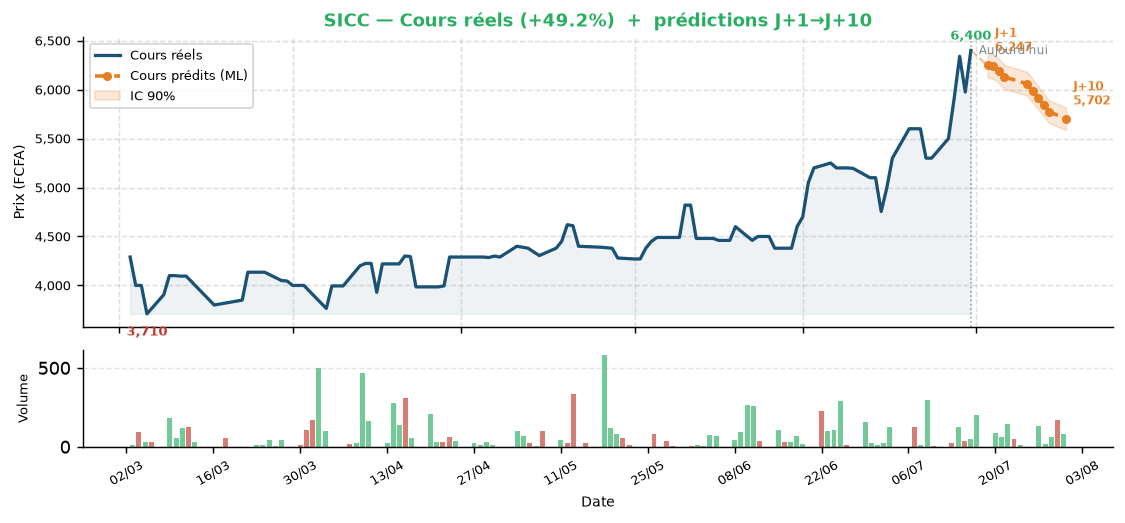 SICC — Cours réels (+49.2%)  +  prédictions J+1→J+10
Cours réels
Cours prédits (ML)
IC 90%
6,400
J+1
6,247
Aujourd'hui
J+10
5,702
3,710
Prix (FCFA)
6,500
6,000
5,500
5,000
4,500
4,000
Volume
500
0
02/03
16/03
30/03
13/04
27/04
11/05
25/05
08/06
22/06
06/07
20/07
03/08
Date